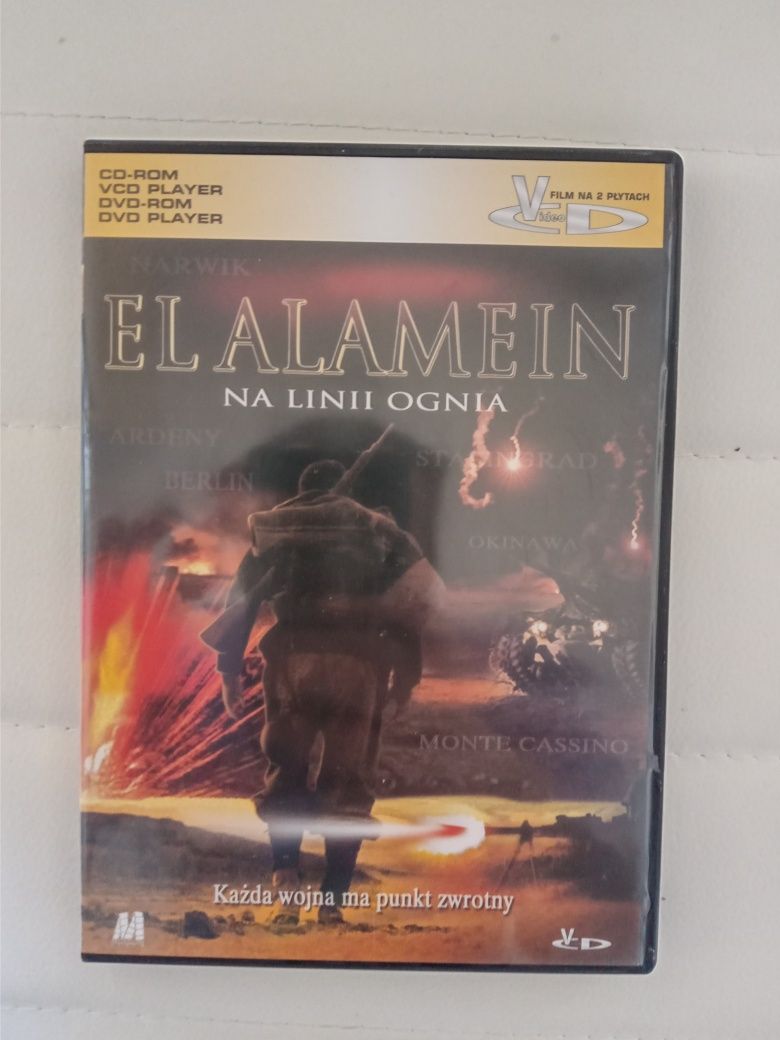 CD-ROM
VCD PLAYER
DVD-ROM
DVD PLAYER
Video CD
FILM NA 2 PŁYTACH
NARWIK
EL ALAMEIN
NA LINII OGNIA
ARDENY
STALINGRAD
BERLIN
OKINAWA
MONTE CASSINO
Każda wojna ma punkt zwrotny
M
VCD